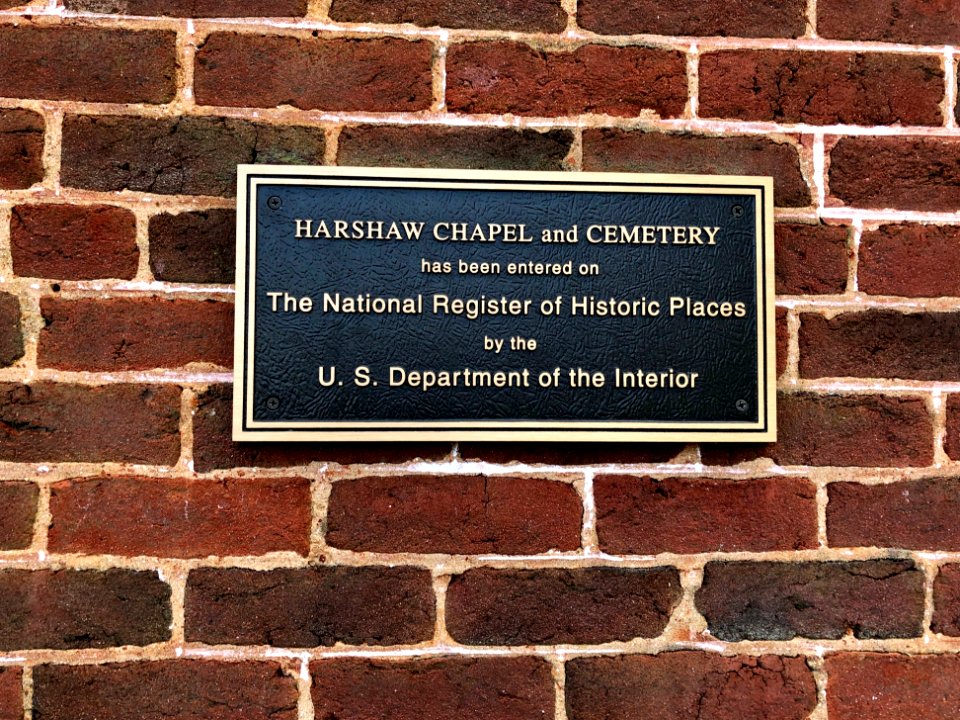 HARSHAW CHAPEL and CEMETERY
has been entered on
The National Register of Historic Places
by the
U. S. Department of the Interior